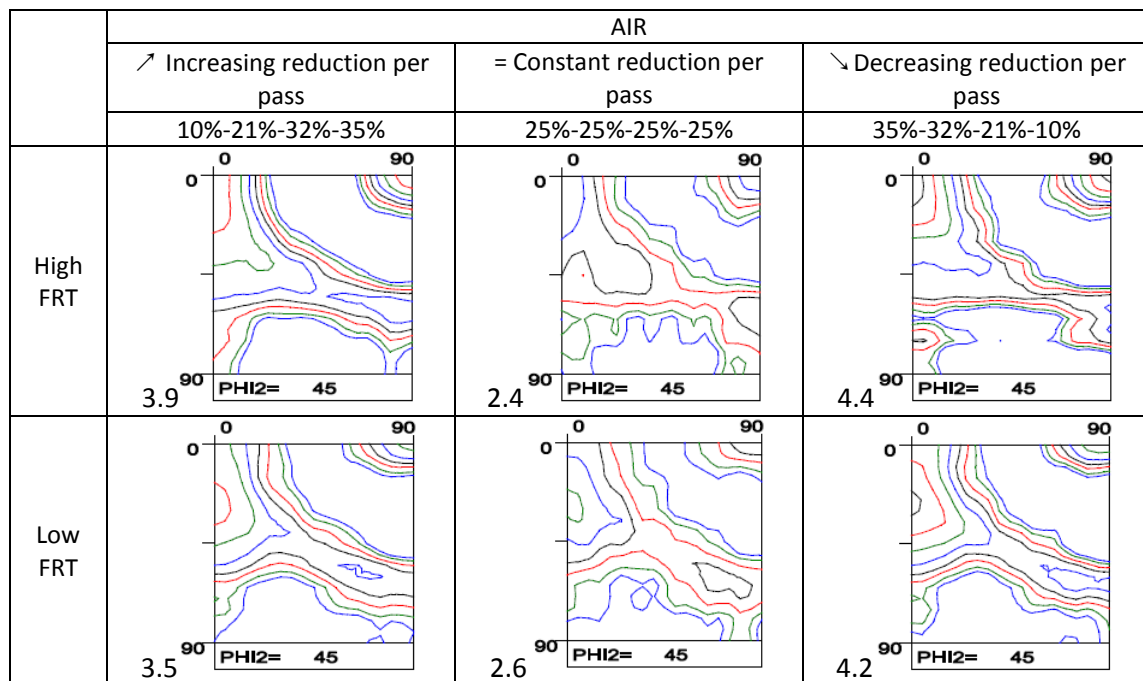 AIR
↗ Increasing reduction per pass
= Constant reduction per pass
↘ Decreasing reduction per pass
10%-21%-32%-35%
25%-25%-25%-25%
35%-32%-21%-10%
High FRT
0 90
0
90
PHI2= 45
3.9
0 90
0
90
PHI2= 45
2.4
0 90
0
90
PHI2= 45
4.4
Low FRT
0 90
0
90
PHI2= 45
3.5
0 90
0
90
PHI2= 45
2.6
0 90
0
90
PHI2= 45
4.2